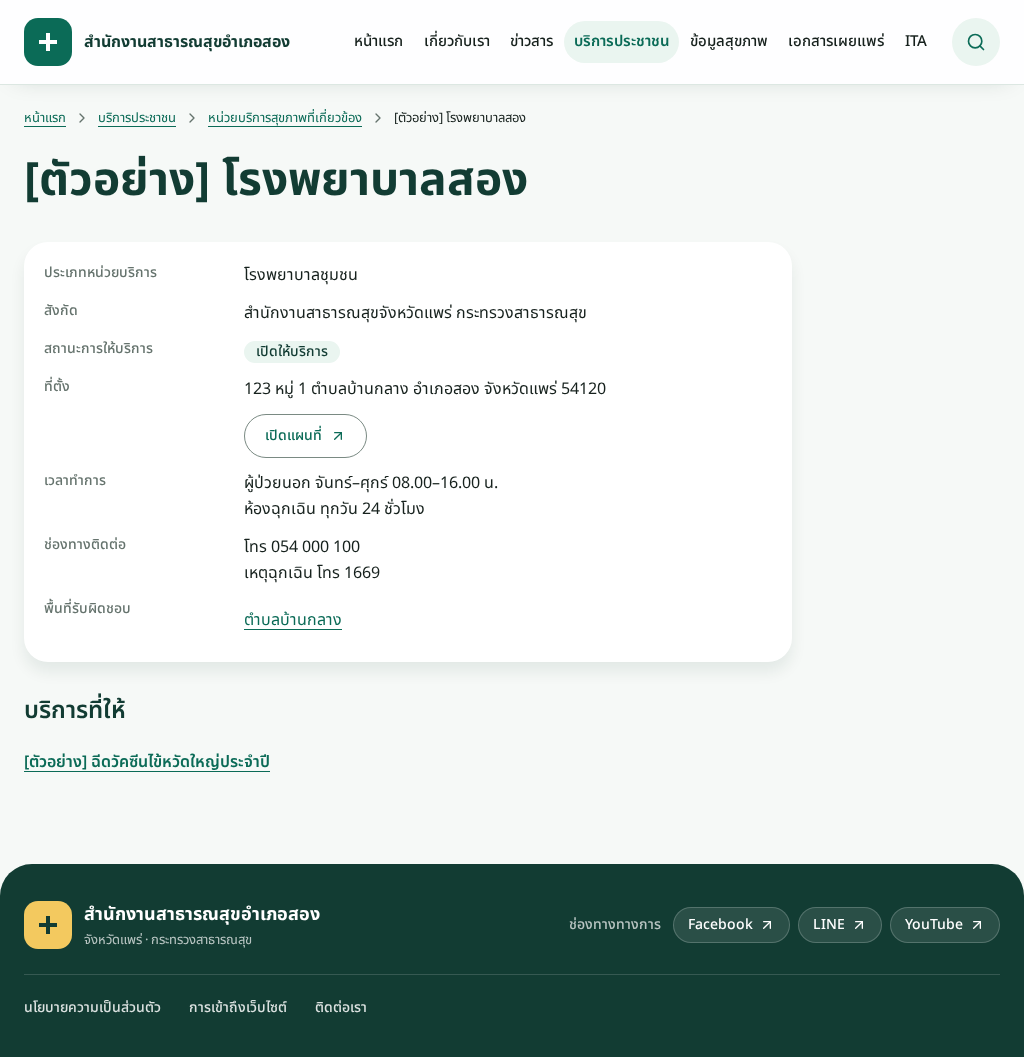 สำนักงานสาธารณสุขอำเภอสอง
หน้าแรก เกี่ยวกับเรา ข่าวสาร บริการประชาชน ข้อมูลสุขภาพ เอกสารเผยแพร่ ITA
หน้าแรก บริการประชาชน หน่วยบริการสุขภาพที่เกี่ยวข้อง [ตัวอย่าง] โรงพยาบาลสอง
[ตัวอย่าง] โรงพยาบาลสอง
ประเภทหน่วยบริการ โรงพยาบาลชุมชน
สังกัด สำนักงานสาธารณสุขจังหวัดแพร่ กระทรวงสาธารณสุข
สถานะการให้บริการ เปิดให้บริการ
ที่ตั้ง 123 หมู่ 1 ตำบลบ้านกลาง อำเภอสอง จังหวัดแพร่ 54120
เปิดแผนที่
เวลาทำการ ผู้ป่วยนอก จันทร์–ศุกร์ 08.00–16.00 น.
ห้องฉุกเฉิน ทุกวัน 24 ชั่วโมง
ช่องทางติดต่อ โทร 054 000 100
เหตุฉุกเฉิน โทร 1669
พื้นที่รับผิดชอบ ตำบลบ้านกลาง
บริการที่ให้
[ตัวอย่าง] ฉีดวัคซีนไข้หวัดใหญ่ประจำปี
สำนักงานสาธารณสุขอำเภอสอง
จังหวัดแพร่ · กระทรวงสาธารณสุข
ช่องทางทางการ Facebook LINE YouTube
นโยบายความเป็นส่วนตัว การเข้าถึงเว็บไซต์ ติดต่อเรา